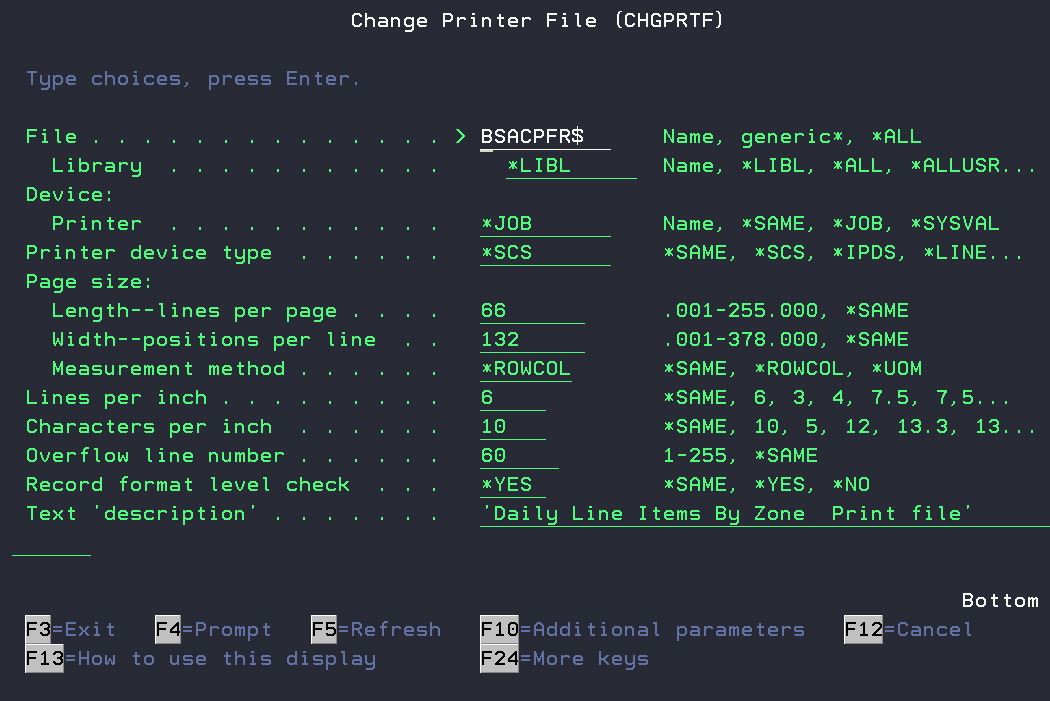 Change Printer File (CHGPRTF)
Type choices, press Enter.
File . . . . . . . . . . . . . . > BSACPFR$ Name, generic*, *ALL
Library . . . . . . . . . . . *LIBL Name, *LIBL, *ALL, *ALLUSR...
Device:
Printer . . . . . . . . . . . *JOB Name, *SAME, *JOB, *SYSVAL
Printer device type . . . . . . *SCS *SAME, *SCS, *IPDS, *LINE...
Page size:
Length--lines per page . . . . 66 .001-255.000, *SAME
Width--positions per line . . 132 .001-378.000, *SAME
Measurement method . . . . . . *ROWCOL *SAME, *ROWCOL, *UOM
Lines per inch . . . . . . . . . 6 *SAME, 6, 3, 4, 7.5, 7,5...
Characters per inch . . . . . . 10 *SAME, 10, 5, 12, 13.3, 13...
Overflow line number . . . . . . 60 1-255, *SAME
Record format level check . . . *YES *SAME, *YES, *NO
Text 'description' . . . . . . . 'Daily Line Items By Zone  Print file'
Bottom
F3=Exit F4=Prompt F5=Refresh F10=Additional parameters F12=Cancel
F13=How to use this display F24=More keys